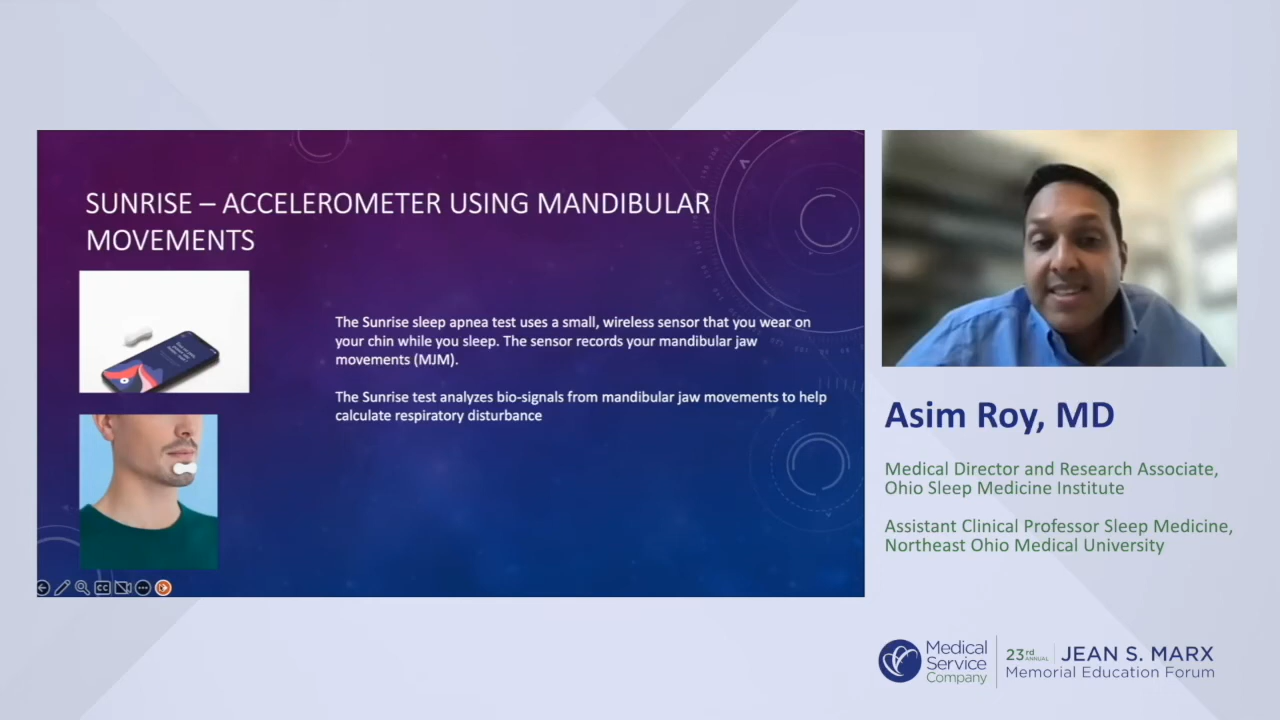 SUNRISE – ACCELEROMETER USING MANDIBULAR
MOVEMENTS
The Sunrise sleep apnea test uses a small, wireless sensor that you wear on
your chin while you sleep. The sensor records your mandibular jaw
movements (MJM).
The Sunrise test analyzes bio-signals from mandibular jaw movements to help
calculate respiratory disturbance
CC
Asim Roy, MD
Medical Director and Research Associate,
Ohio Sleep Medicine Institute
Assistant Clinical Professor Sleep Medicine,
Northeast Ohio Medical University
Medical
Service
Company
23rd ANNUAL JEAN S. MARX
Memorial Education Forum